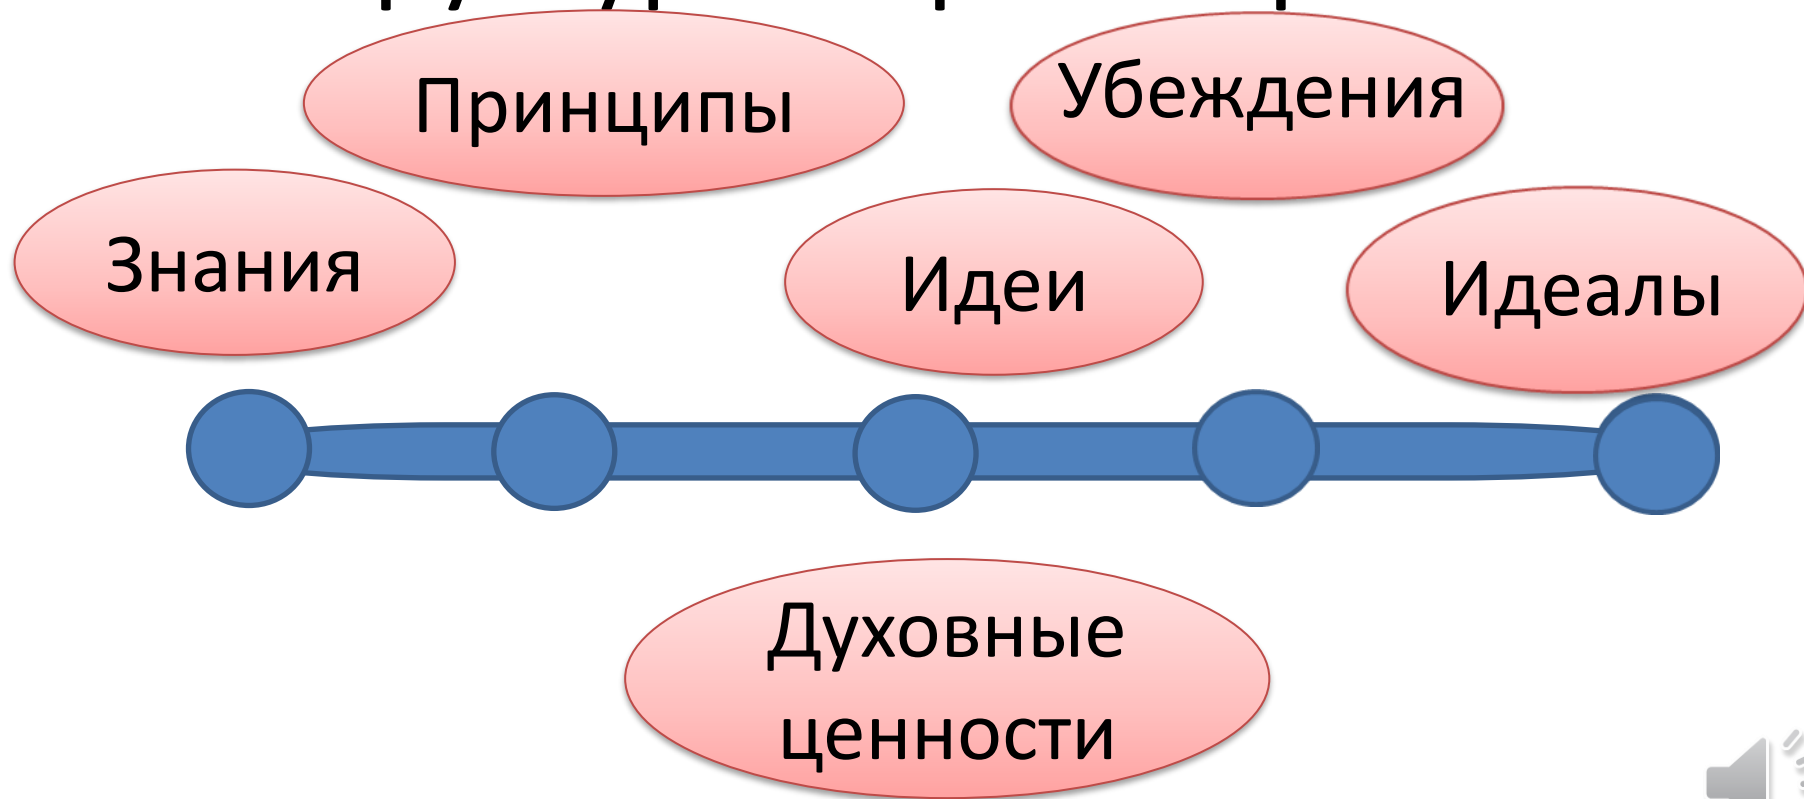 Принципы
Убеждения
Знания
Идеи
Идеалы
Духовные
ценности